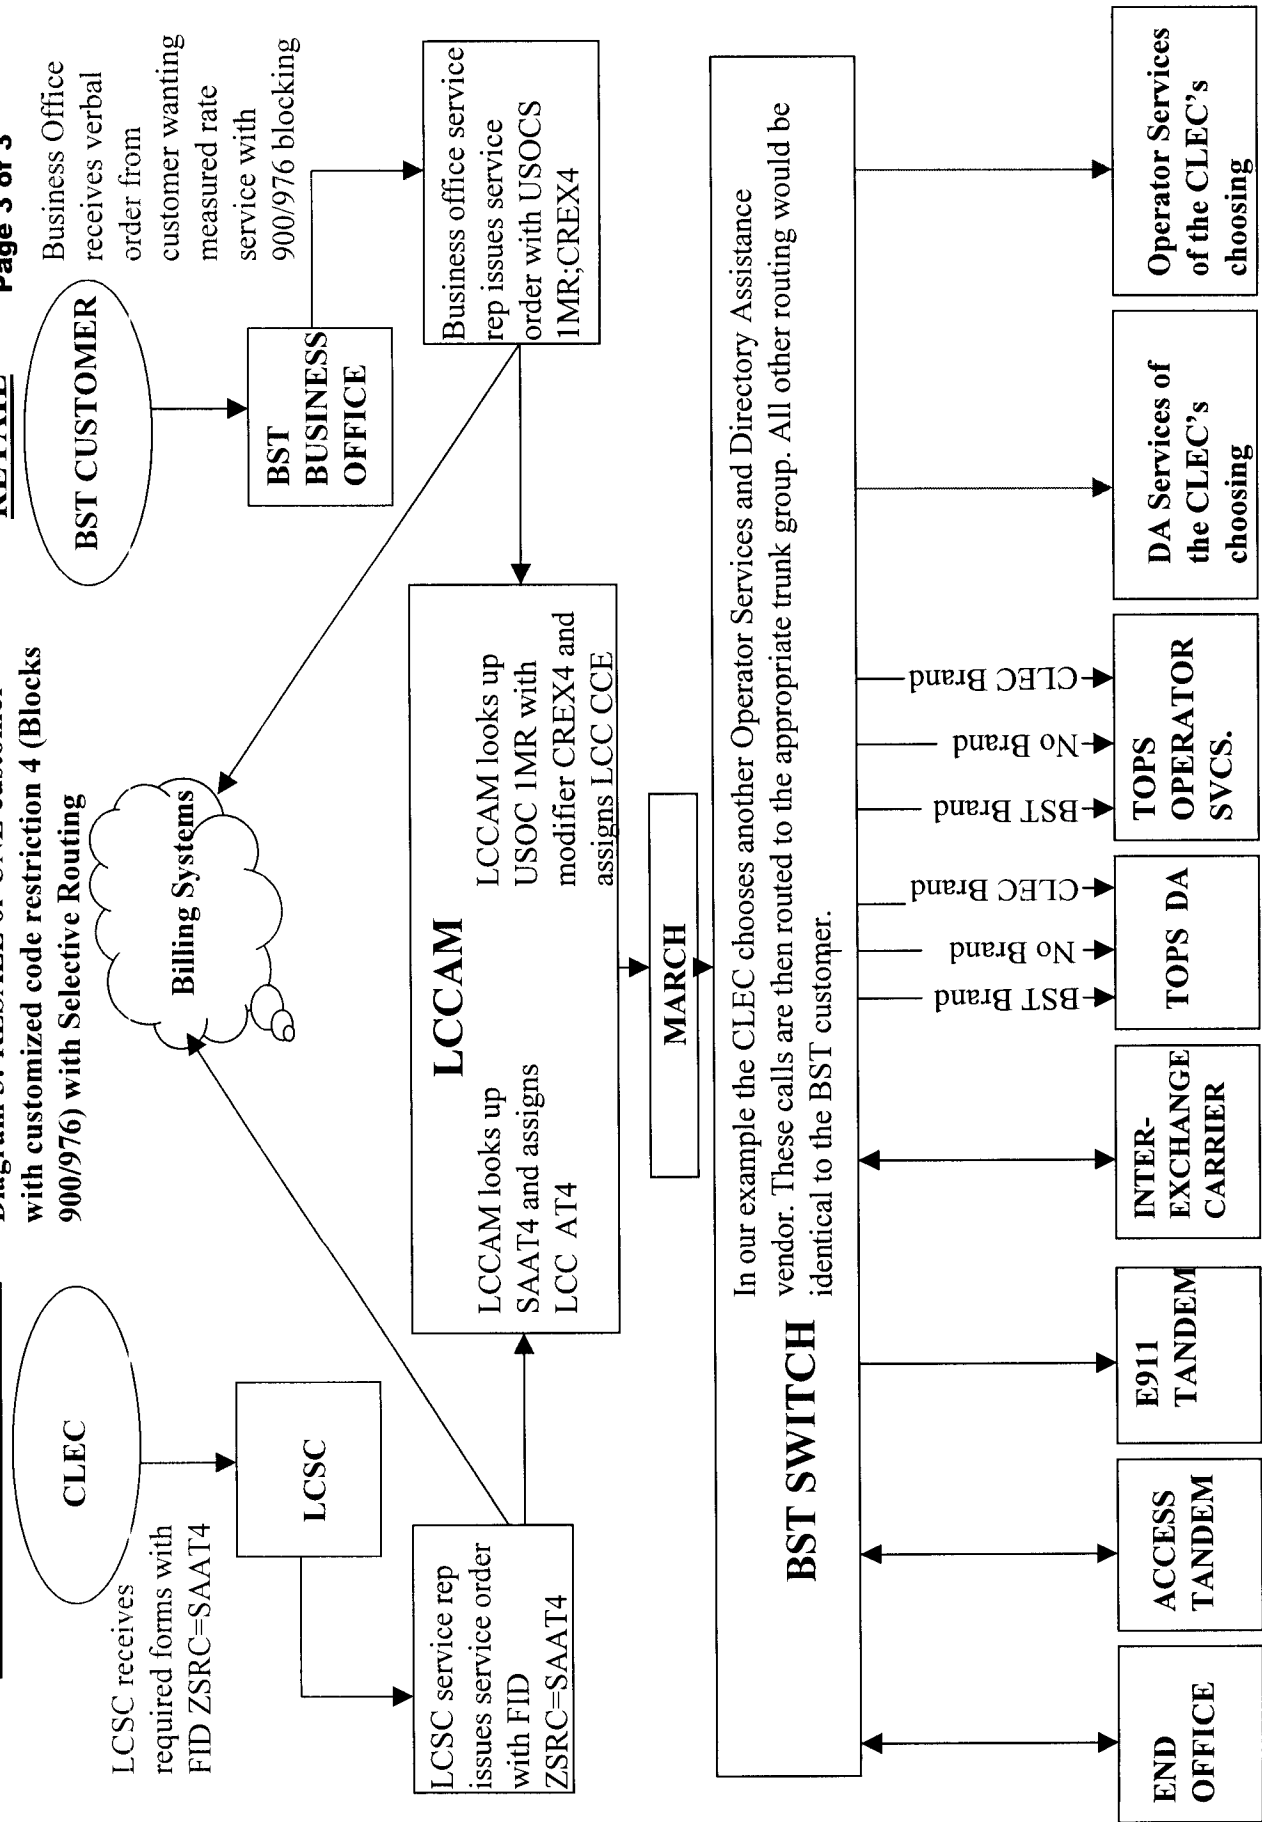 RETAIL
Page 3 of 3
Diagram 3: RESALE or UNE customer
with customized code restriction 4 (Blocks
900/976) with Selective Routing
CLEC
LCSC receives
required forms with
FID ZSRC=SAAT4
LCSC
LCSC service rep
issues service order
with FID
ZSRC=SAAT4
Billing Systems
BST CUSTOMER
Business Office
receives verbal
order from
customer wanting
measured rate
service with
900/976 blocking
BST
BUSINESS
OFFICE
Business office service
rep issues service
order with USOCS
1MR;CREX4
LCCAM
LCCAM looks up
SAAT4 and assigns
LCC AT4
LCCAM looks up
USOC 1MR with
modifier CREX4 and
assigns LCC CCE
MARCH
BST SWITCH
In our example the CLEC chooses another Operator Services and Directory Assistance
vendor. These calls are then routed to the appropriate trunk group. All other routing would be
identical to the BST customer.
BST Brand
No Brand
CLEC Brand
BST Brand
No Brand
CLEC Brand
END
OFFICE
ACCESS
TANDEM
E911
TANDEM
INTER-
EXCHANGE
CARRIER
TOPS DA
TOPS
OPERATOR
SVCS.
DA Services of
the CLEC's
choosing
Operator Services
of the CLEC's
choosing